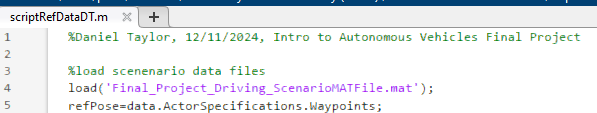 scriptRefDataDT.m
1 %Daniel Taylor, 12/11/2024, Intro to Autonomous Vehicles Final Project
2
3 %load scenenario data files
4 load('Final_Project_Driving_ScenarioMATFile.mat');
5 refPose=data.ActorSpecifications.Waypoints;